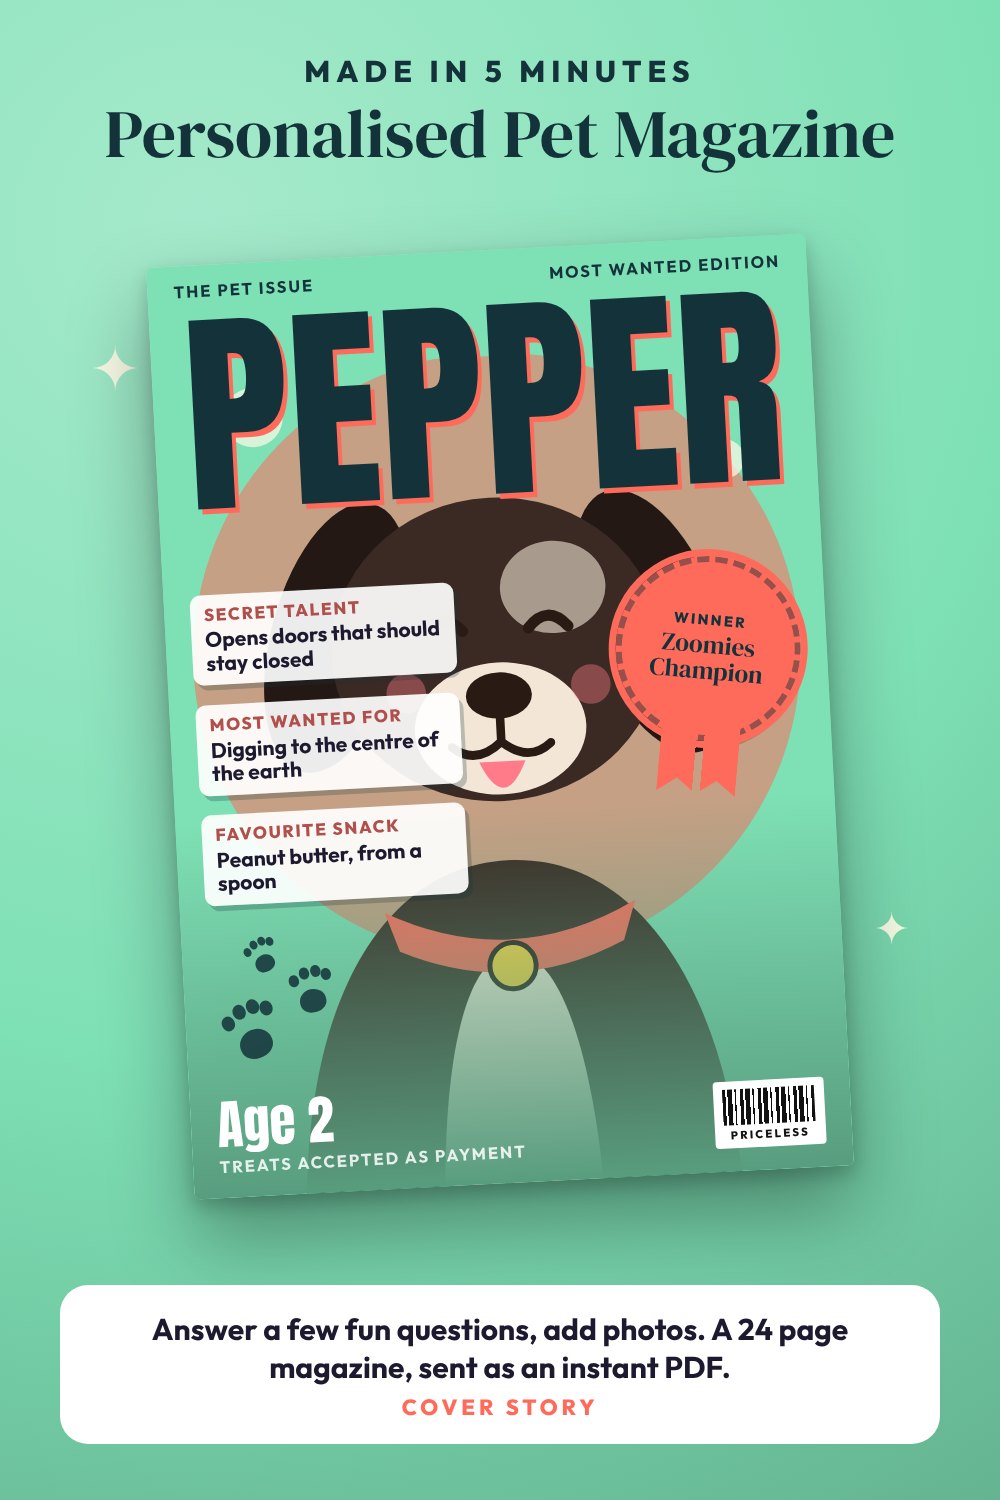 MADE IN 5 MINUTES
Personalised Pet Magazine
THE PET ISSUE
MOST WANTED EDITION
PEPPER
SECRET TALENT
Opens doors that should
stay closed
WINNER
Zoomies
Champion
MOST WANTED FOR
Digging to the centre of
the earth
FAVOURITE SNACK
Peanut butter, from a
spoon
Age 2
TREATS ACCEPTED AS PAYMENT
PRICELESS
Answer a few fun questions, add photos. A 24 page
magazine, sent as an instant PDF.
COVER STORY